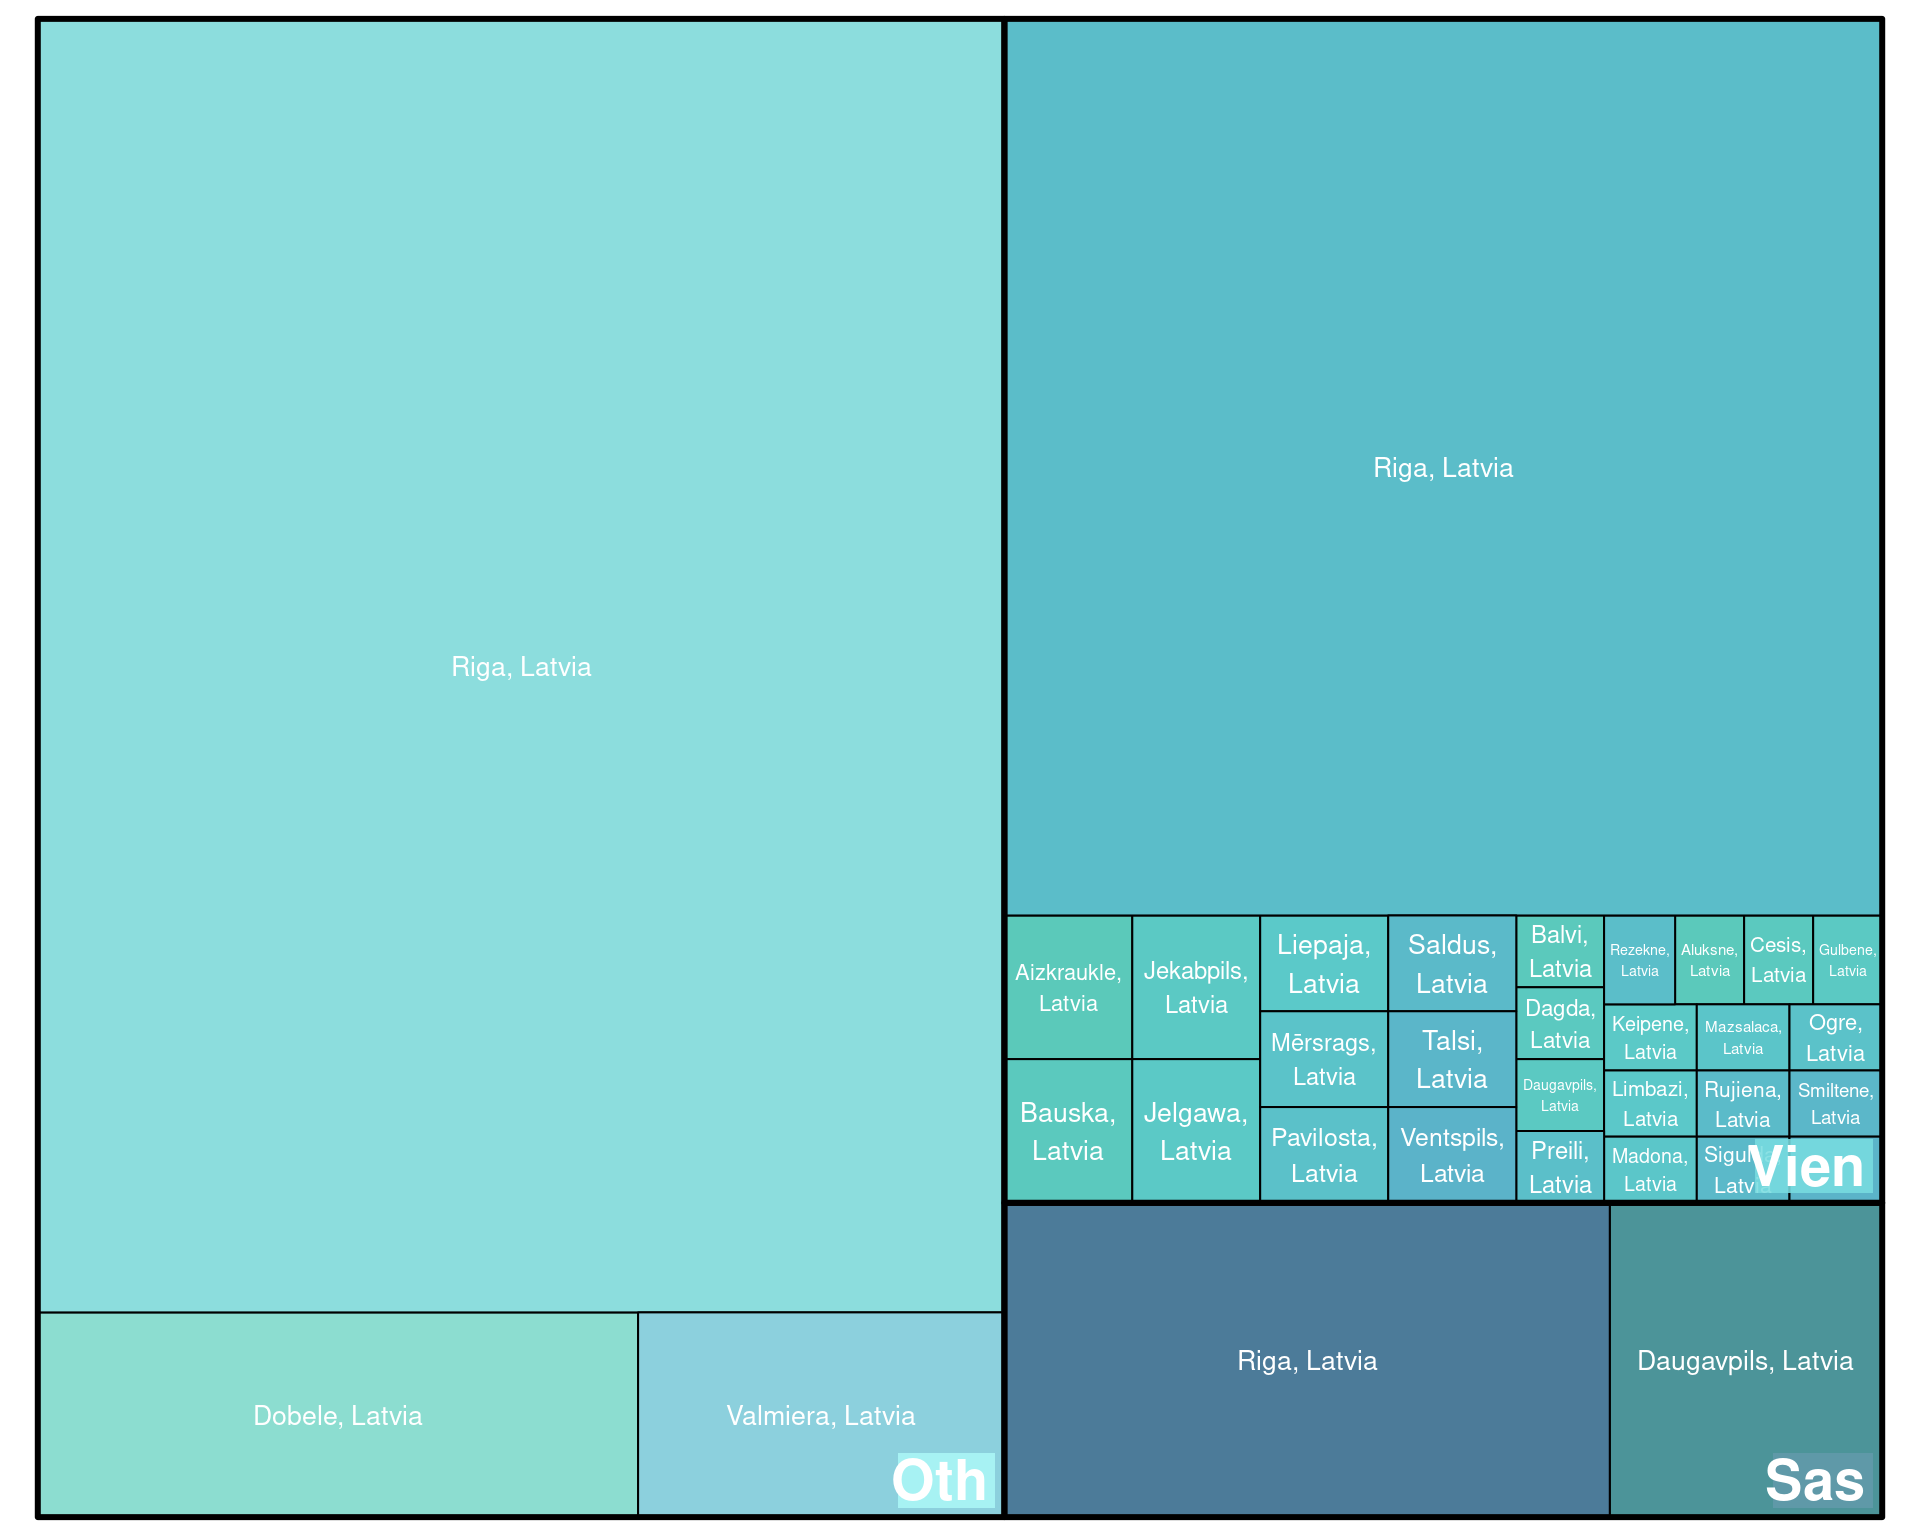 Riga, Latvia
Dobele, Latvia
Valmiera, Latvia
Oth
Riga, Latvia
Aizkraukle,
Latvia
Jekabpils,
Latvia
Bauska,
Latvia
Jelgawa,
Latvia
Liepaja,
Latvia
Saldus,
Latvia
Mērsrags,
Latvia
Talsi,
Latvia
Pavilosta,
Latvia
Ventspils,
Latvia
Balvi,
Latvia
Dagda,
Latvia
Daugavpils,
Latvia
Preili,
Latvia
Rezekne,
Latvia
Aluksne,
Latvia
Cesis,
Latvia
Gulbene,
Latvia
Keipene,
Latvia
Mazsalaca,
Latvia
Ogre,
Latvia
Limbazi,
Latvia
Rujiena,
Latvia
Smiltene,
Latvia
Madona,
Latvia
Vien
Riga, Latvia
Daugavpils, Latvia
Sas